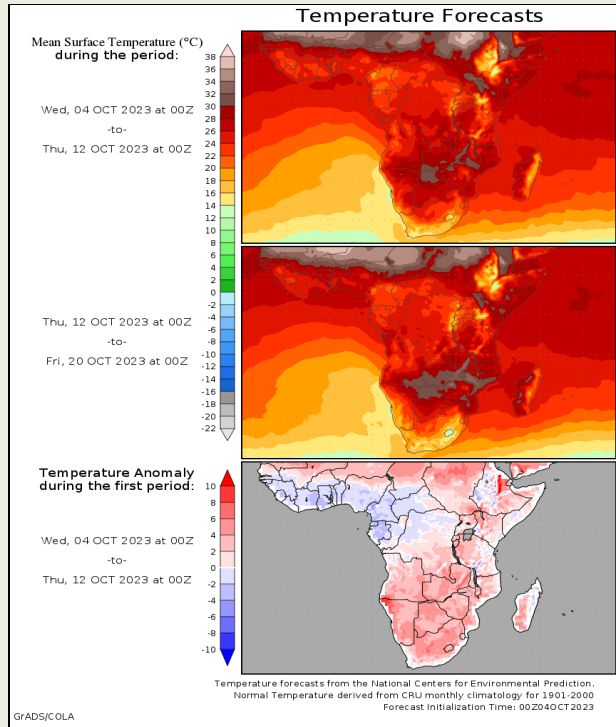 Temperature Forecasts
Mean Surface Temperature (°C)
during the period:
Wed, 04 OCT 2023 at 00Z
-to-
Thu, 12 OCT 2023 at 00Z
38
36
34
32
30
28
26
24
22
20
18
16
14
12
10
8
6
4
2
0
-2
-4
-6
-8
-10
-12
-14
-16
-18
-20
-22
Thu, 12 OCT 2023 at 00Z
-to-
Fri, 20 OCT 2023 at 00Z
Temperature Anomaly
during the first period:
Wed, 04 OCT 2023 at 00Z
-to-
Thu, 12 OCT 2023 at 00Z
10
8
6
4
2
0
-2
-4
-6
-8
-10
Temperature forecasts from the National Centers for Environmental Prediction.
Normal Temperature derived from CRU monthly climatology for 1901-2000
Forecast Initialization Time: 00Z04OCT2023
GrADS/COLA